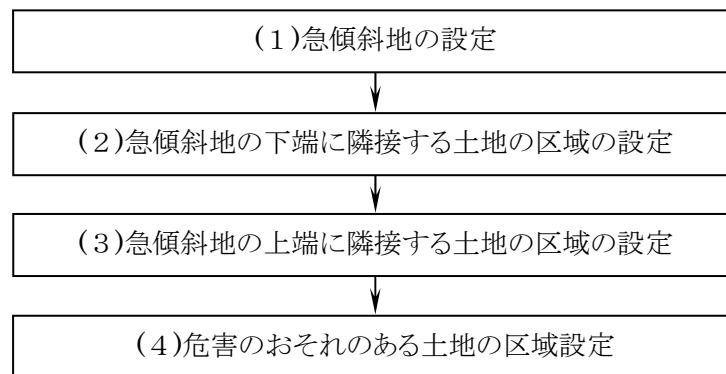 (１)急傾斜地の設定
(２)急傾斜地の下端に隣接する土地の区域の設定
(３)急傾斜地の上端に隣接する土地の区域の設定
(４)危害のおそれのある土地の区域設定